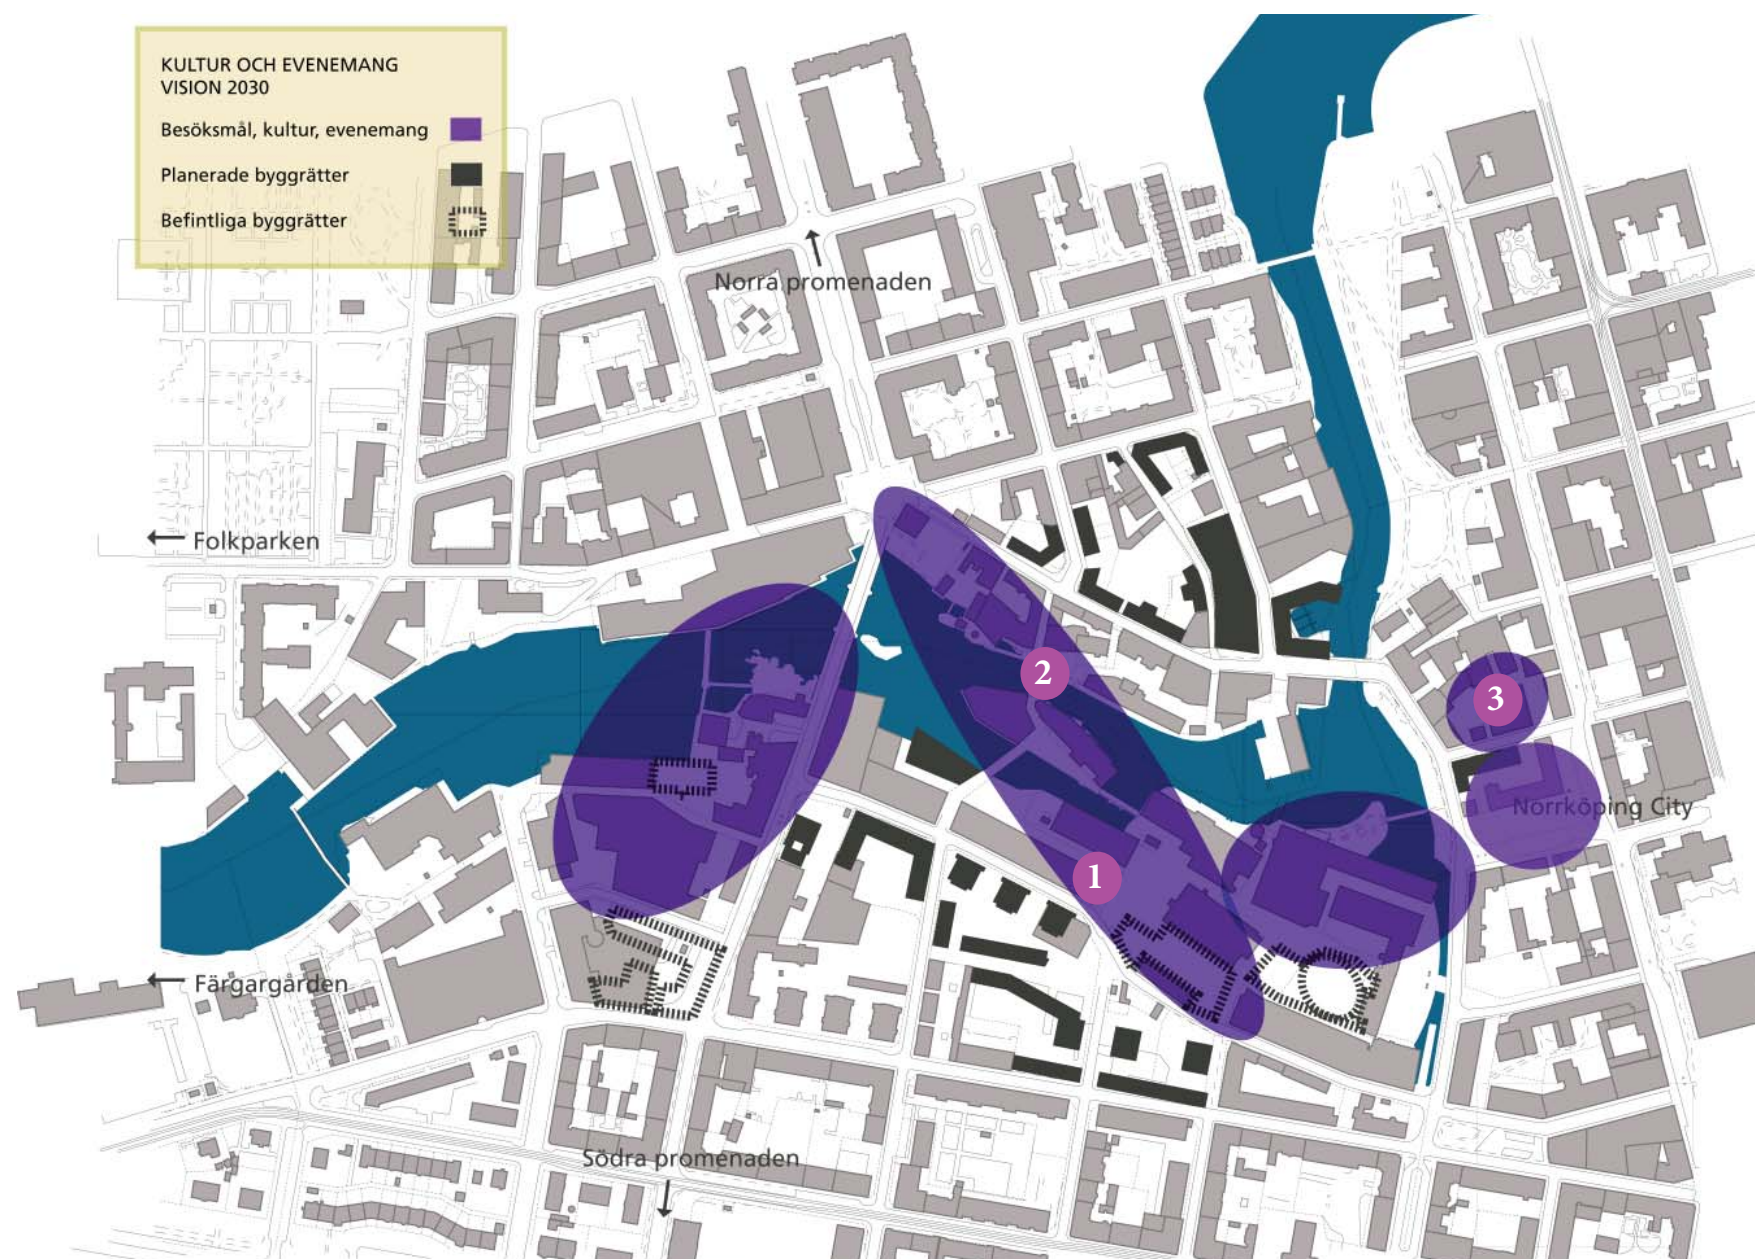 KULTUR OCH EVENEMANG
VISION 2030
Besöksmål, kultur, evenemang
Planerade byggrätter
Befintliga byggrätter
Norra promenaden
Folkparken
2
3
Norrköping City
1
Färgargården
Södra promenaden